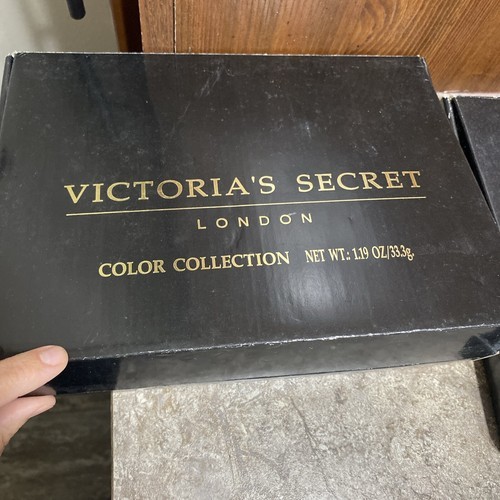 VICTORIA'S SECRET
LONDON
COLOR COLLECTION NET WT.: 1.19 OZ/33.3g.